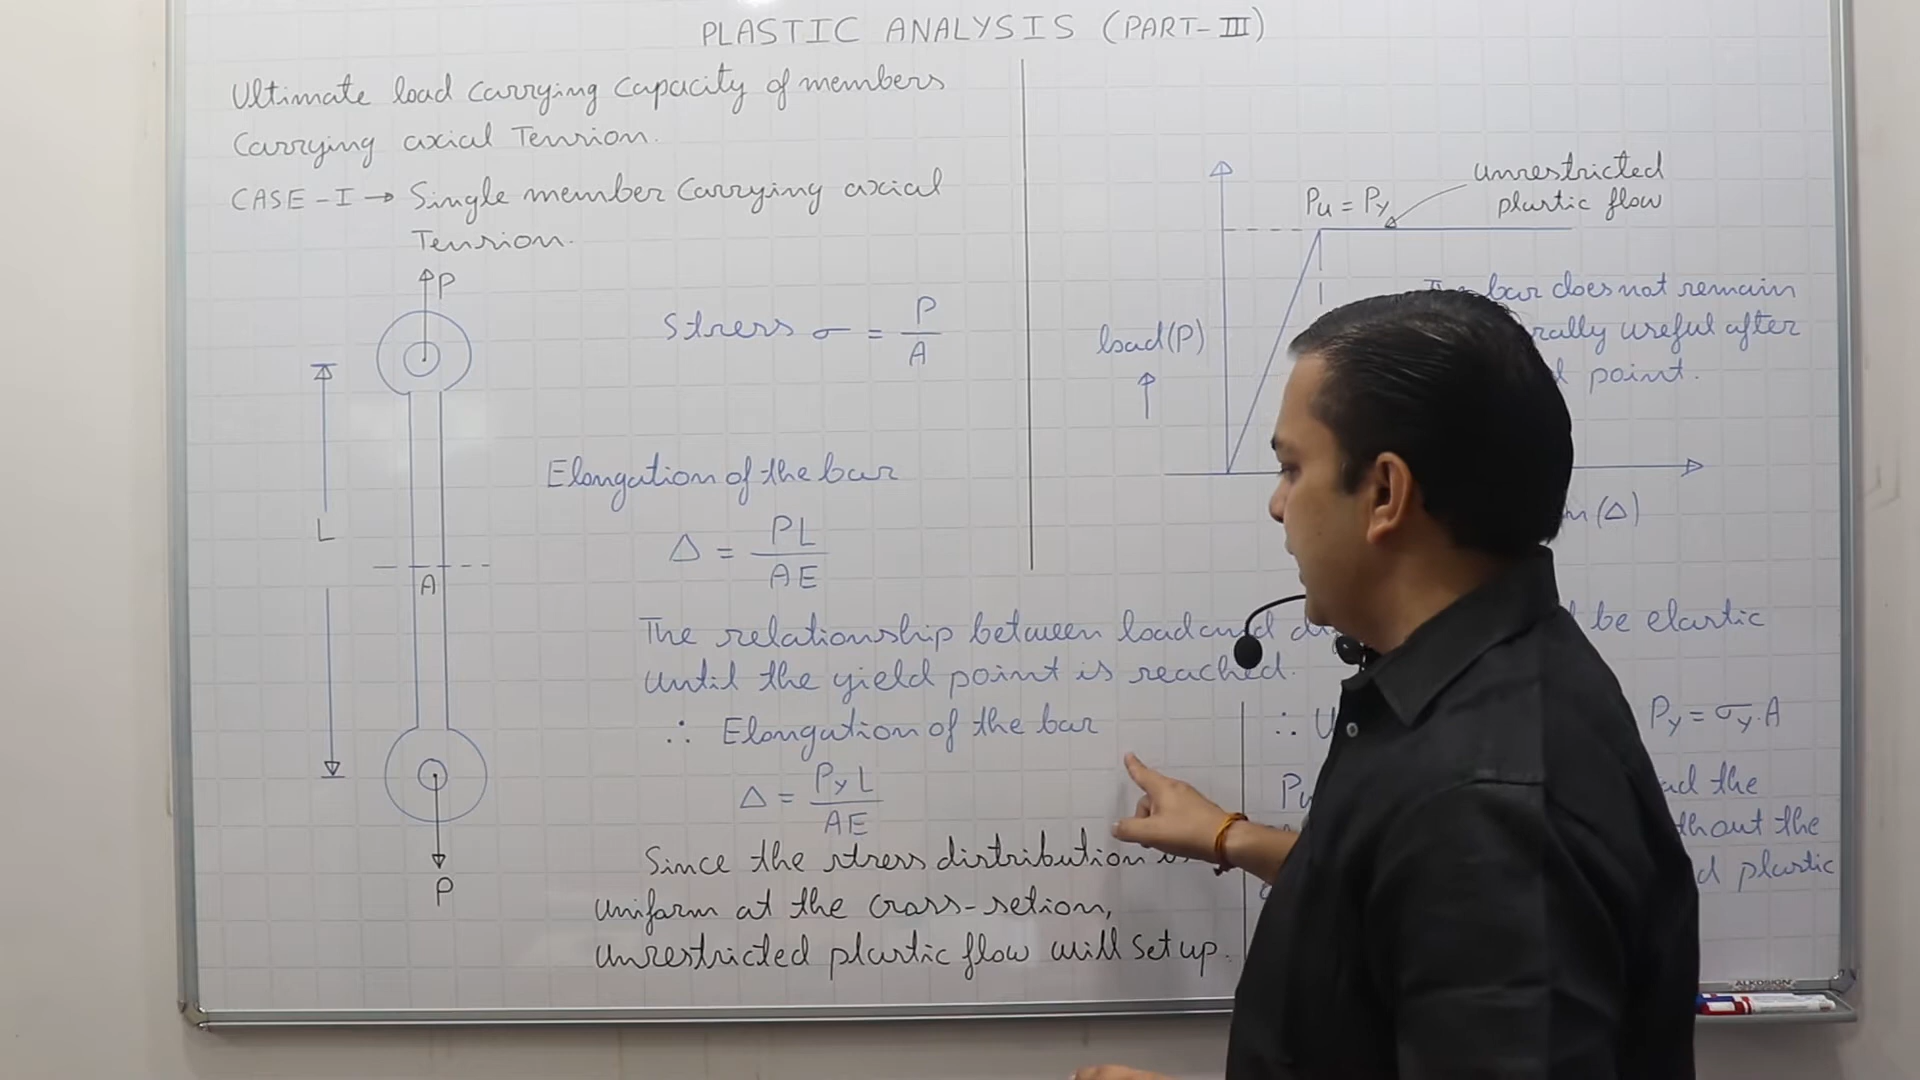 PLASTIC ANALYSIS (PART-III)
Ultimate load carrying capacity of members
Carrying axial Tension.
CASE-I → Single member Carrying axial
Tension.
P
L
A
P
Stress σ = P/A
Elongation of the bar
Δ = PL/AE
The relationship between load and
be elastic
until the yield point is reached.
∴ Elongation of the bar
Δ = PyL/AE
Since the stress distribution is
uniform at the cross-setion,
unrestricted plastic flow will set up.
unrestricted
plastic flow
Pu = Py
load(P)
(Δ)
bar does not remain
useful after
point.
∴
Py = σy.A
Pu
the
the
plastic
ALKOSIGN